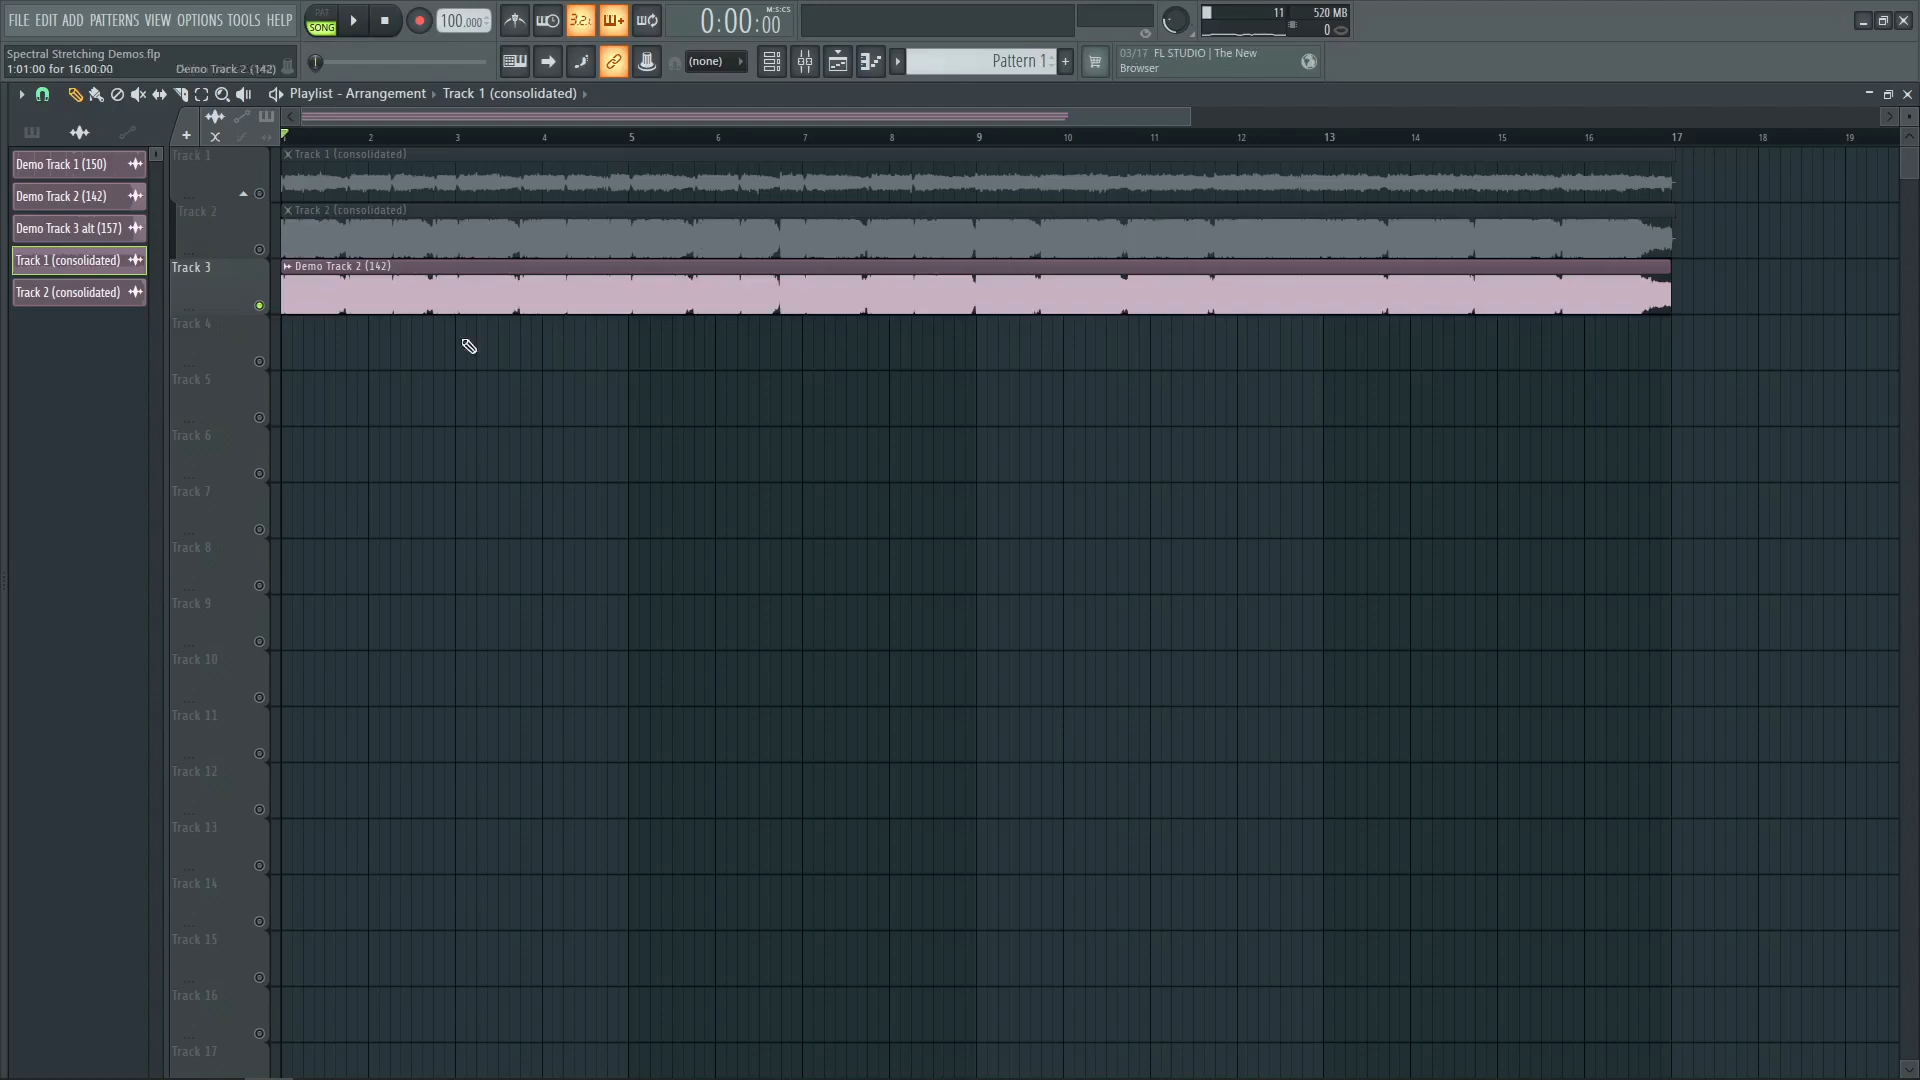 FILE EDIT ADD PATTERNS VIEW OPTIONS TOOLS HELP
PAT
SONG
100.000
3.2.
0:00:00
M:S:CS
11
520 MB
0
Spectral Stretching Demos.flp
1:01:00 for 16:00:00
Demo Track 2 (142)
(none)
Pattern 1
+
03/17 FL STUDIO | The New
Browser
Playlist - Arrangement
Track 1 (consolidated)
1 2 3 4 5 6 7 8 9 10 11 12 13 14 15 16 17 18 19
Demo Track 1 (150)
Demo Track 2 (142)
Demo Track 3 alt (157)
Track 1 (consolidated)
Track 2 (consolidated)
Track 1
Track 1 (consolidated)
Track 2
Track 2 (consolidated)
Track 3
Demo Track 2 (142)
Track 4
Track 5
Track 6
Track 7
Track 8
Track 9
Track 10
Track 11
Track 12
Track 13
Track 14
Track 15
Track 16
Track 17